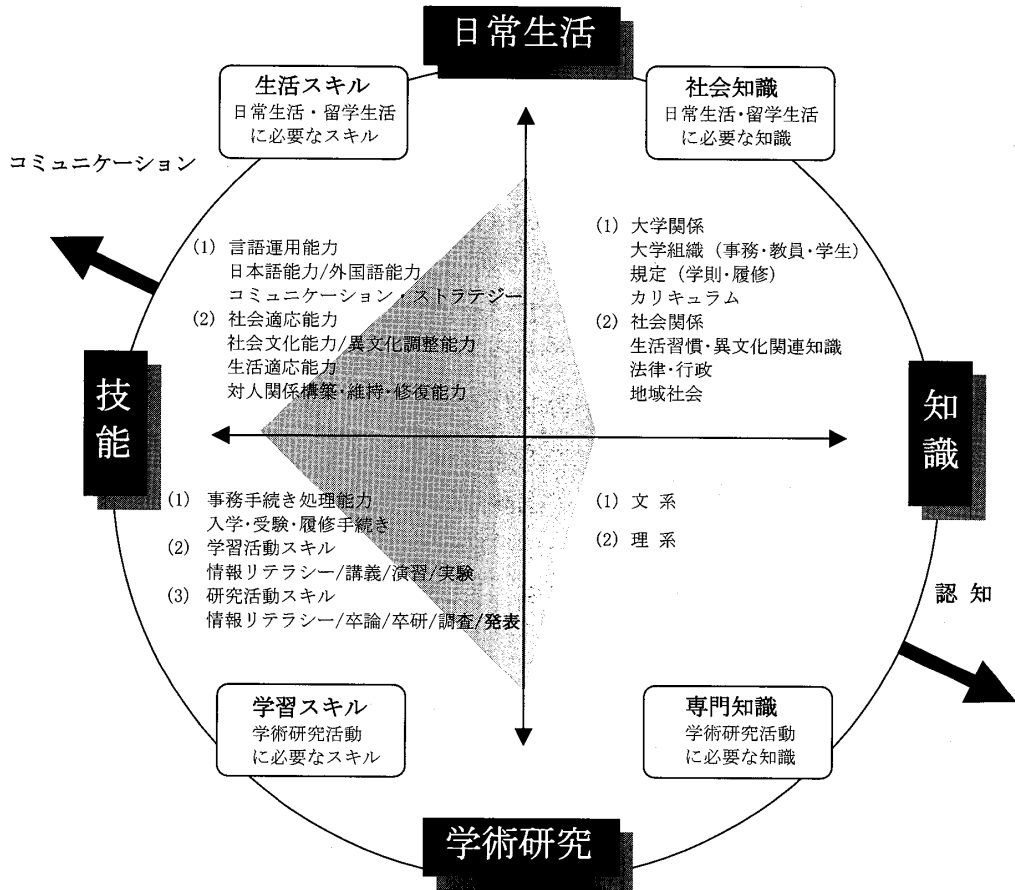 日常生活
生活スキル
日常生活・留学生活
に必要なスキル
社会知識
日常生活・留学生活
に必要な知識
コミュニケーション
(1) 言語運用能力
日本語能力/外国語能力
コミュニケーション・ストラテジー
(2) 社会適応能力
社会文化能力/異文化調整能力
生活適応能力
対人関係構築・維持・修復能力
(1) 大学関係
大学組織（事務・教員・学生）
規定（学則・履修）
カリキュラム
(2) 社会関係
生活習慣・異文化関連知識
法律・行政
地域社会
技能
知識
(1) 事務手続き処理能力
入学・受験・履修手続き
(2) 学習活動スキル
情報リテラシー/講義/演習/実験
(3) 研究活動スキル
情報リテラシー/卒論/卒研/調査/発表
(1) 文 系
(2) 理 系
認 知
学習スキル
学術研究活動
に必要なスキル
専門知識
学術研究活動
に必要な知識
学術研究